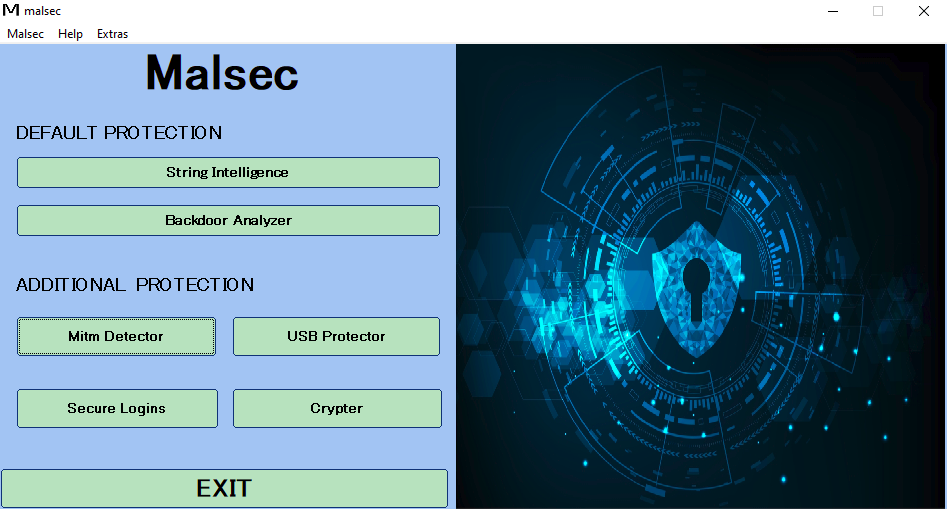 malsec
Malsec Help Extras
Malsec
DEFAULT PROTECTION
String Intelligence
Backdoor Analyzer
ADDITIONAL PROTECTION
Mitm Detector USB Protector
Secure Logins Crypter
EXIT